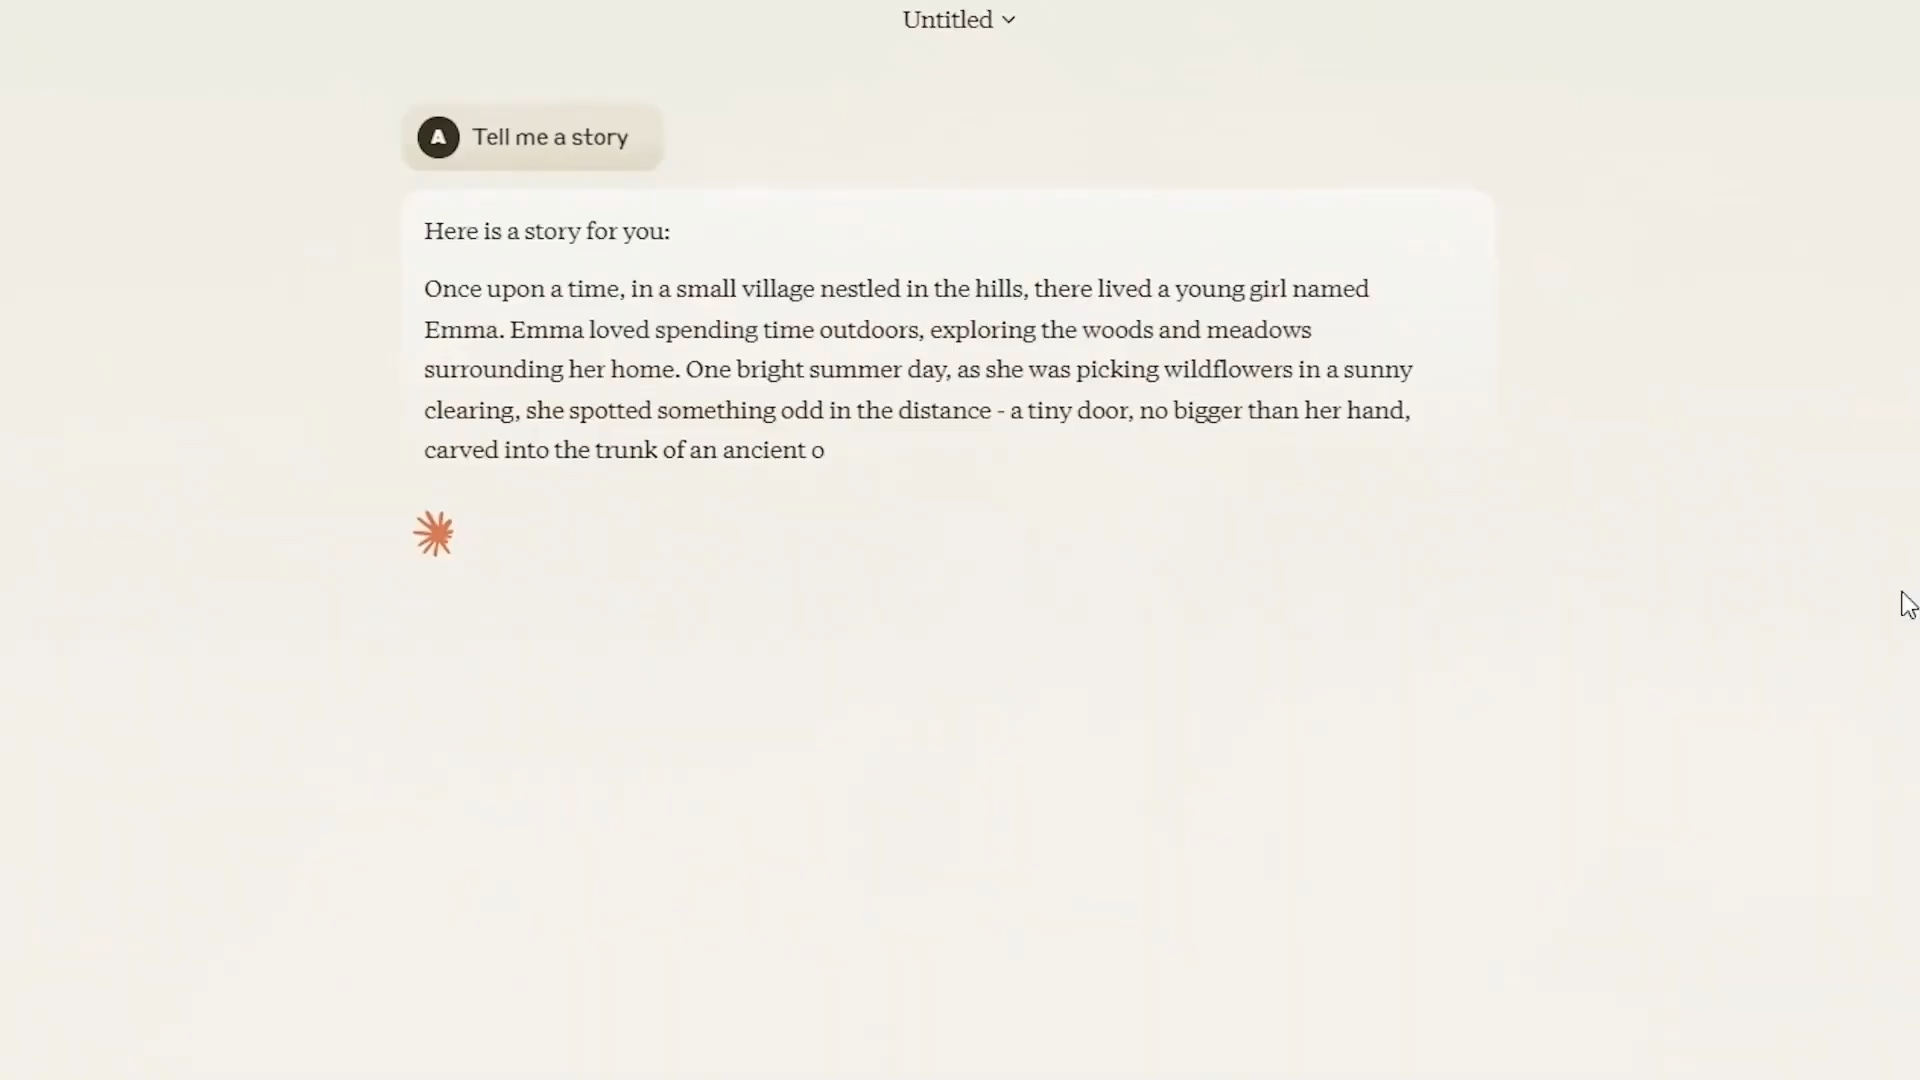 Untitled
A Tell me a story
Here is a story for you:
Once upon a time, in a small village nestled in the hills, there lived a young girl named
Emma. Emma loved spending time outdoors, exploring the woods and meadows
surrounding her home. One bright summer day, as she was picking wildflowers in a sunny
clearing, she spotted something odd in the distance - a tiny door, no bigger than her hand,
carved into the trunk of an ancient o